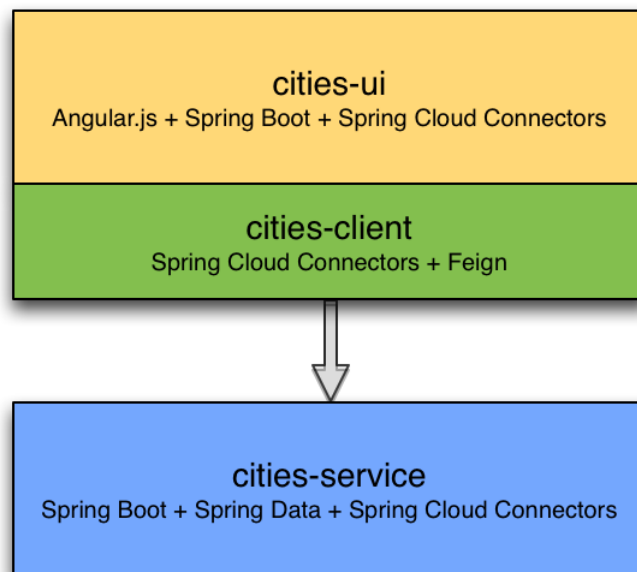 cities-ui
Angular.js + Spring Boot + Spring Cloud Connectors
cities-client
Spring Cloud Connectors + Feign
cities-service
Spring Boot + Spring Data + Spring Cloud Connectors